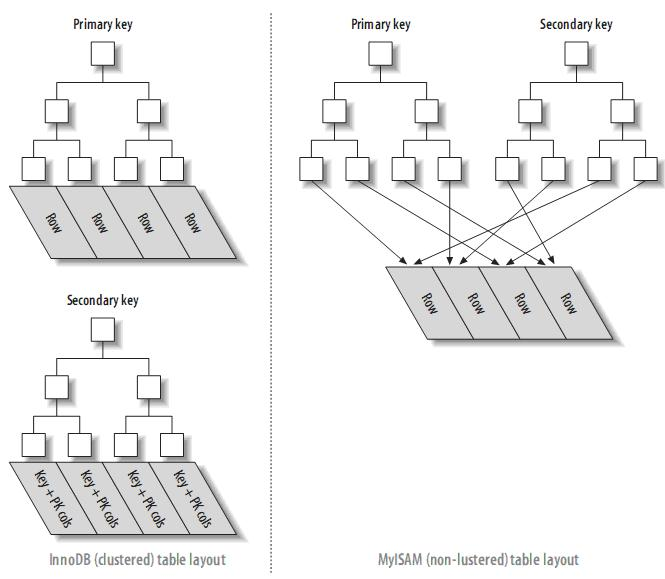 Primary key
Row
Row
Row
Row
Secondary key
Key + PK cols
Key + PK cols
Key + PK cols
Key + PK cols
InnoDB (clustered) table layout
Primary key
Secondary key
Row
Row
Row
Row
MyISAM (non-lustered) table layout